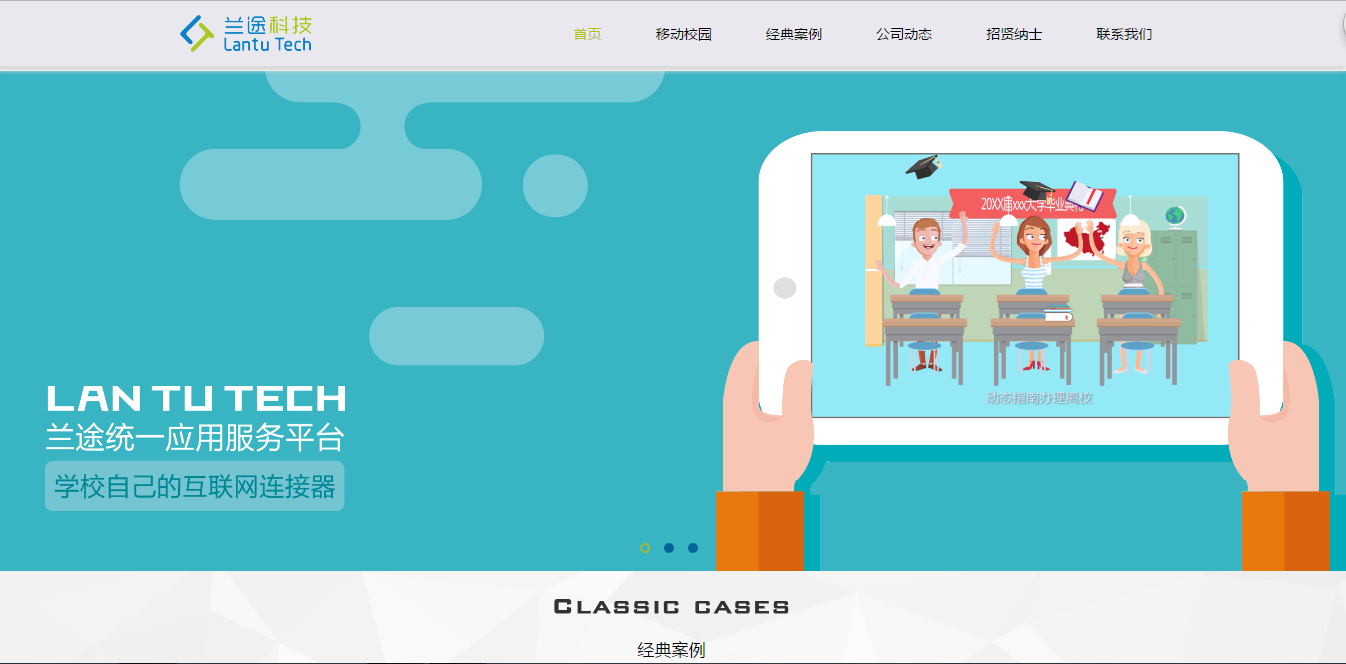 兰途科技
Lantu Tech
首页
移动校园
经典案例
公司动态
招贤纳士
联系我们
20XX届xxx大学毕业典礼
动态指南办理离校
LAN TU TECH
兰途统一应用服务平台
学校自己的互联网连接器
CLASSIC CASES
经典案例